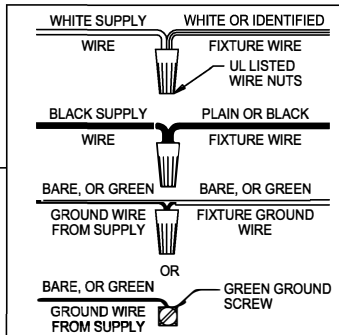 WHITE SUPPLY WHITE OR IDENTIFIED
WIRE FIXTURE WIRE
UL LISTED
WIRE NUTS
BLACK SUPPLY PLAIN OR BLACK
WIRE FIXTURE WIRE
BARE, OR GREEN BARE, OR GREEN
GROUND WIRE FIXTURE GROUND
FROM SUPPLY WIRE
OR
BARE, OR GREEN GREEN GROUND
SCREW
GROUND WIRE
FROM SUPPLY